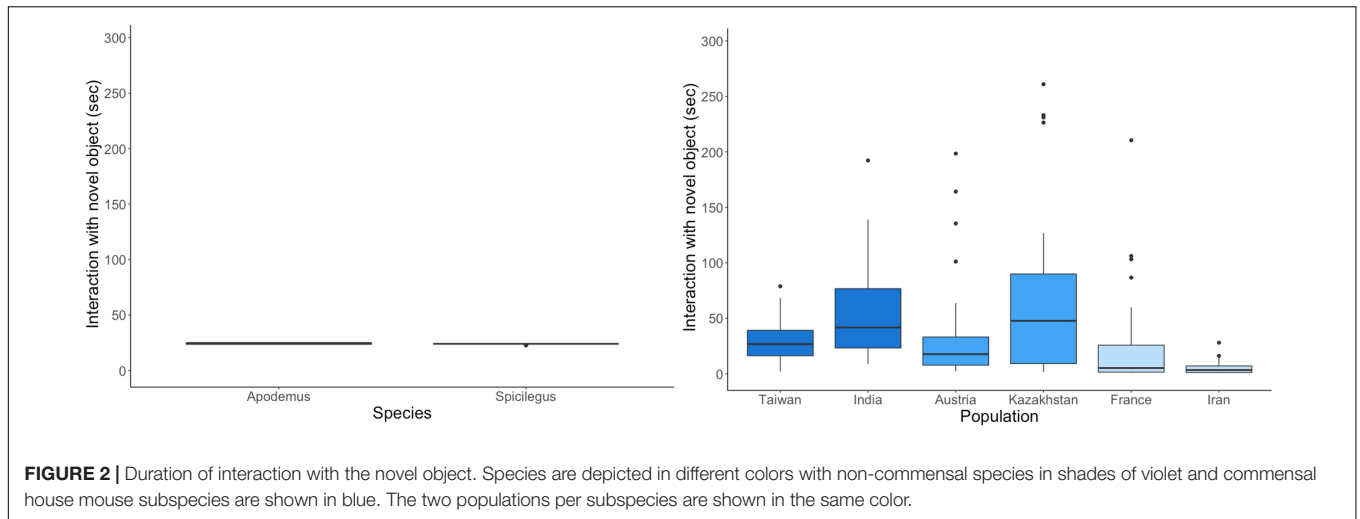 300
250
200
150
100
50
0
Interaction with novel object (sec)
Apodemus
Spicilegus
Species
300
250
200
150
100
50
0
Interaction with novel object (sec)
Taiwan
India
Austria
Kazakhstan
France
Iran
Population
FIGURE 2 | Duration of interaction with the novel object. Species are depicted in different colors with non-commensal species in shades of violet and commensal
house mouse subspecies are shown in blue. The two populations per subspecies are shown in the same color.